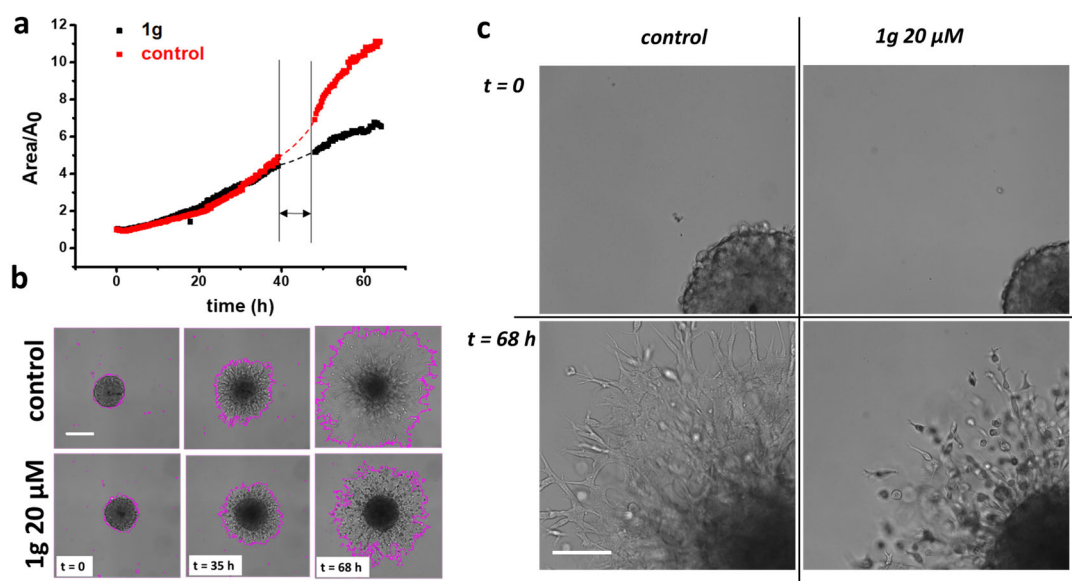 a
1g
control
12
10
8
6
4
2
0
Area/A0
0
20
40
60
time (h)
b
control
1g 20 µM
t = 0
t = 35 h
t = 68 h
c
control
1g 20 µM
t = 0
t = 68 h